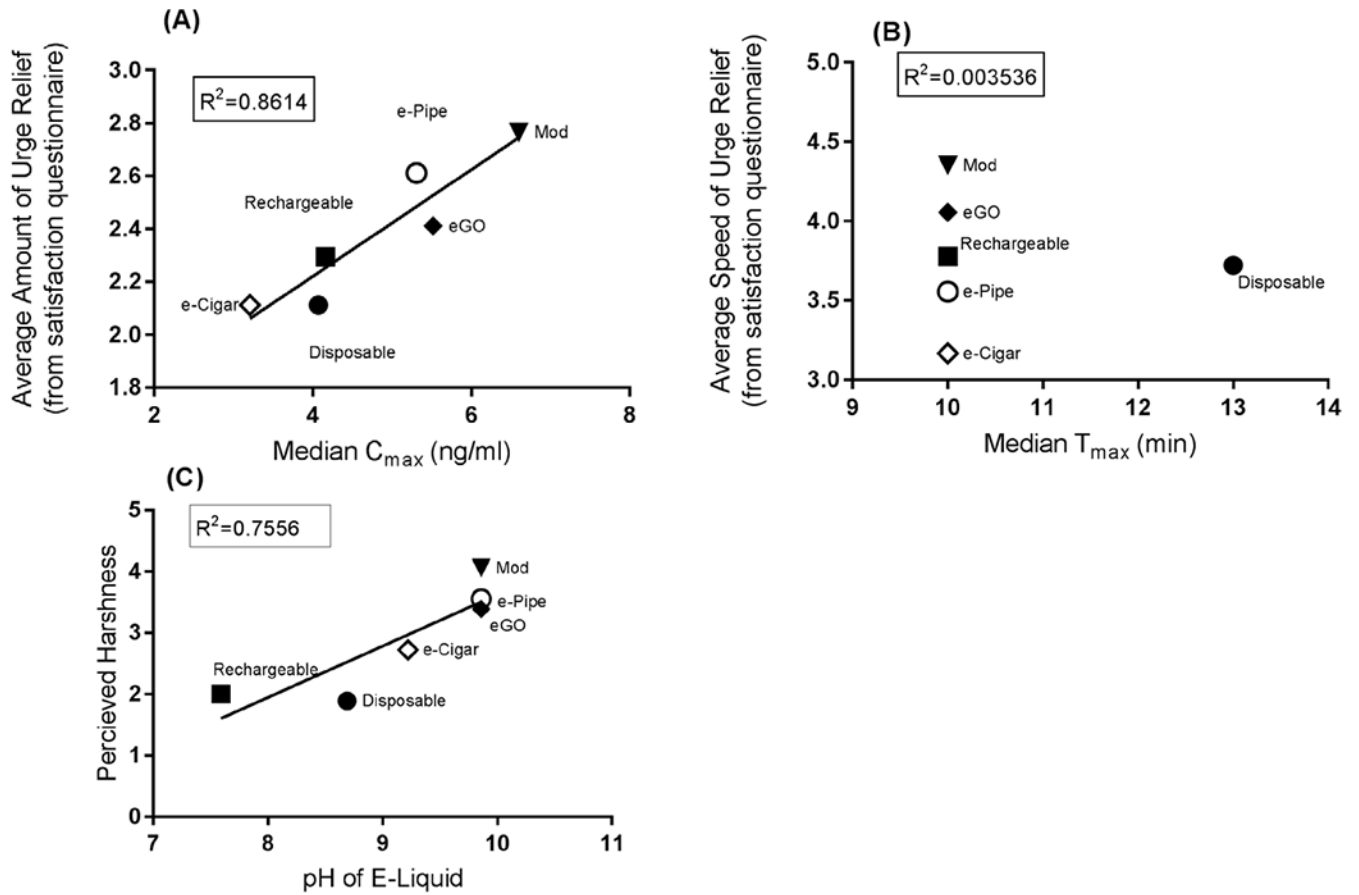 (A)
R²=0.8614
Average Amount of Urge Relief
(from satisfaction questionnaire)
3.0
2.8
2.6
2.4
2.2
2.0
1.8
e-Pipe
Mod
Rechargeable
eGO
e-Cigar
Disposable
2 4 6 8
Median Cmax (ng/ml)
(B)
R²=0.003536
Average Speed of Urge Relief
(from satisfaction questionnaire)
5.0
4.5
4.0
3.5
3.0
Mod
eGO
Rechargeable
e-Pipe
Disposable
e-Cigar
9 10 11 12 13 14
Median Tmax (min)
(C)
R²=0.7556
Percieved Harshness
5
4
3
2
1
0
Mod
e-Pipe
eGO
e-Cigar
Rechargeable
Disposable
7 8 9 10 11
pH of E-Liquid